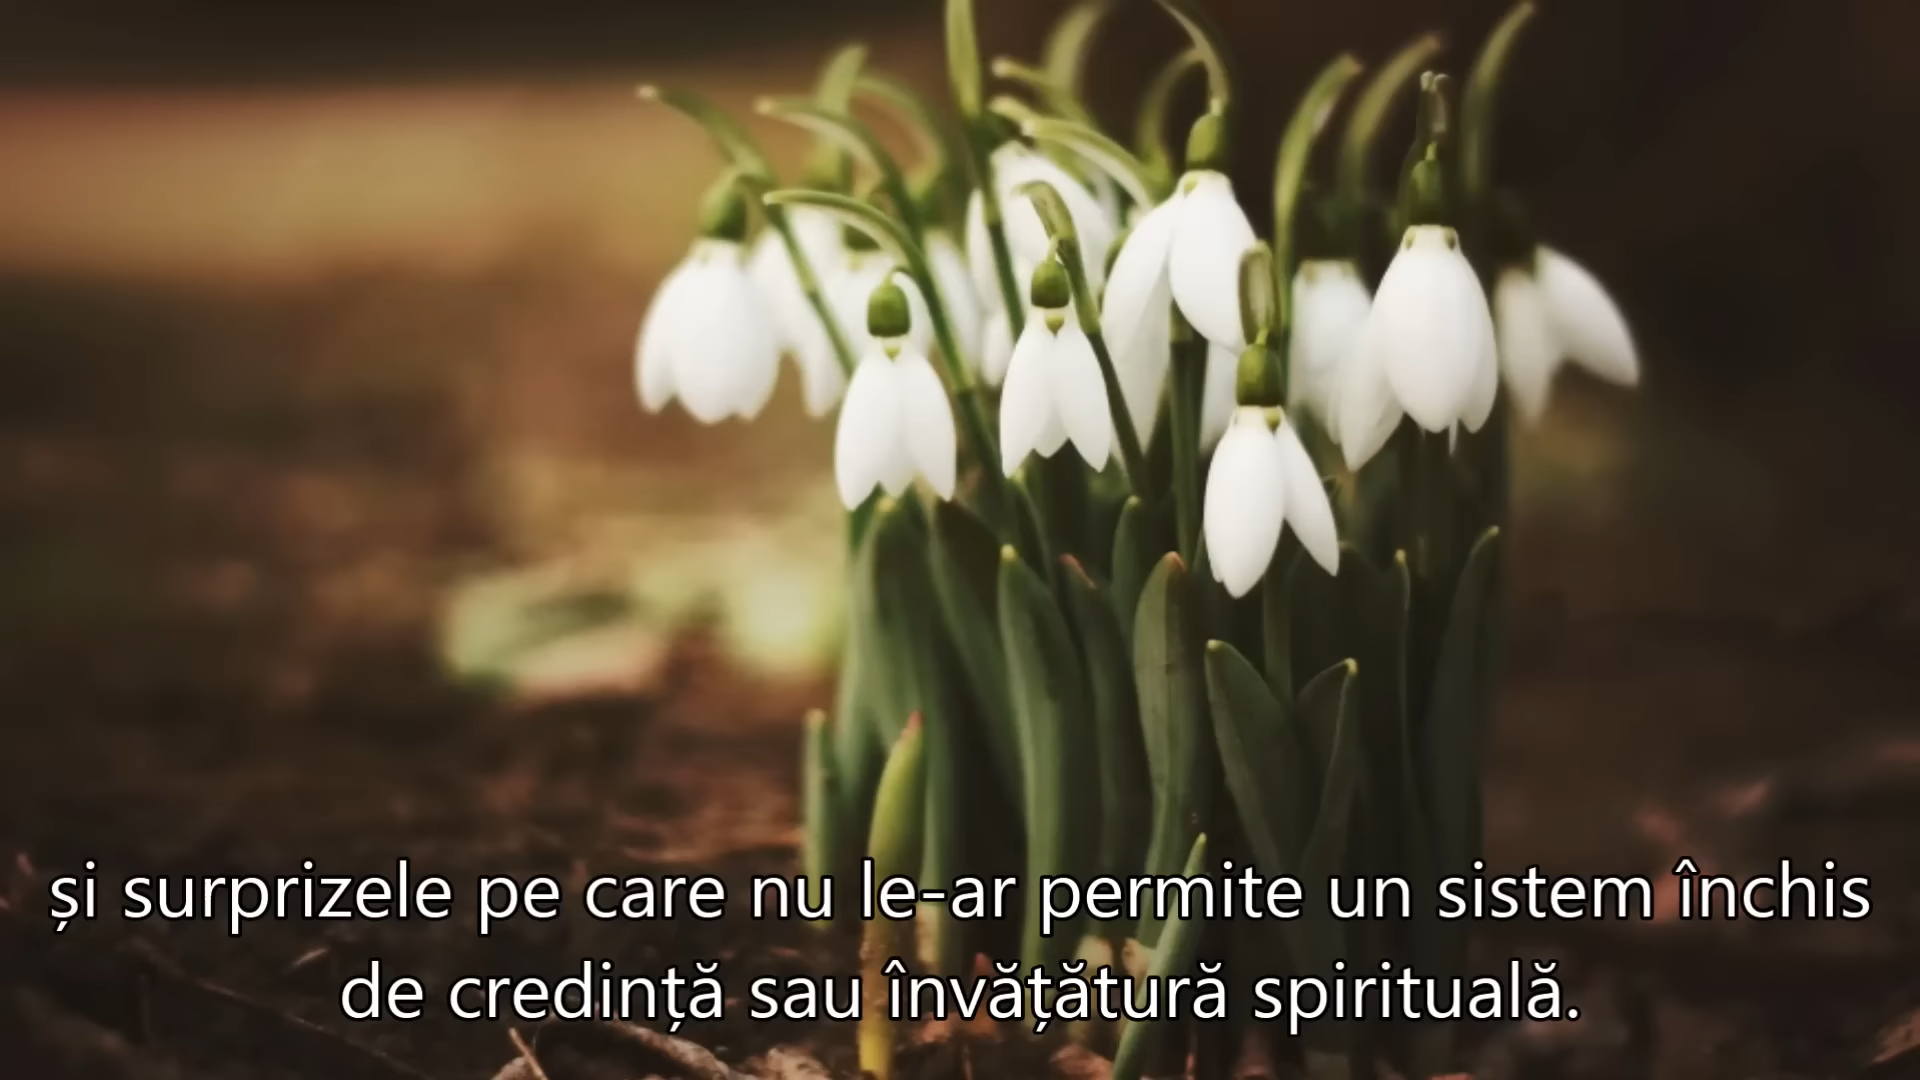 și surprizele pe care nu le-ar permite un sistem închis
de credință sau învățătură spirituală.